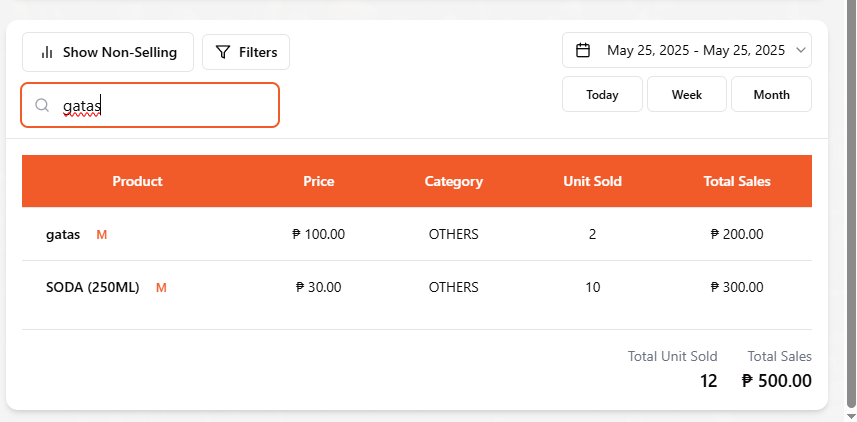 Show Non-Selling
Filters
May 25, 2025 - May 25, 2025
gatas
Today Week Month
Product Price Category Unit Sold Total Sales
gatas M ₱ 100.00 OTHERS 2 ₱ 200.00
SODA (250ML) M ₱ 30.00 OTHERS 10 ₱ 300.00
Total Unit Sold Total Sales
12 ₱ 500.00